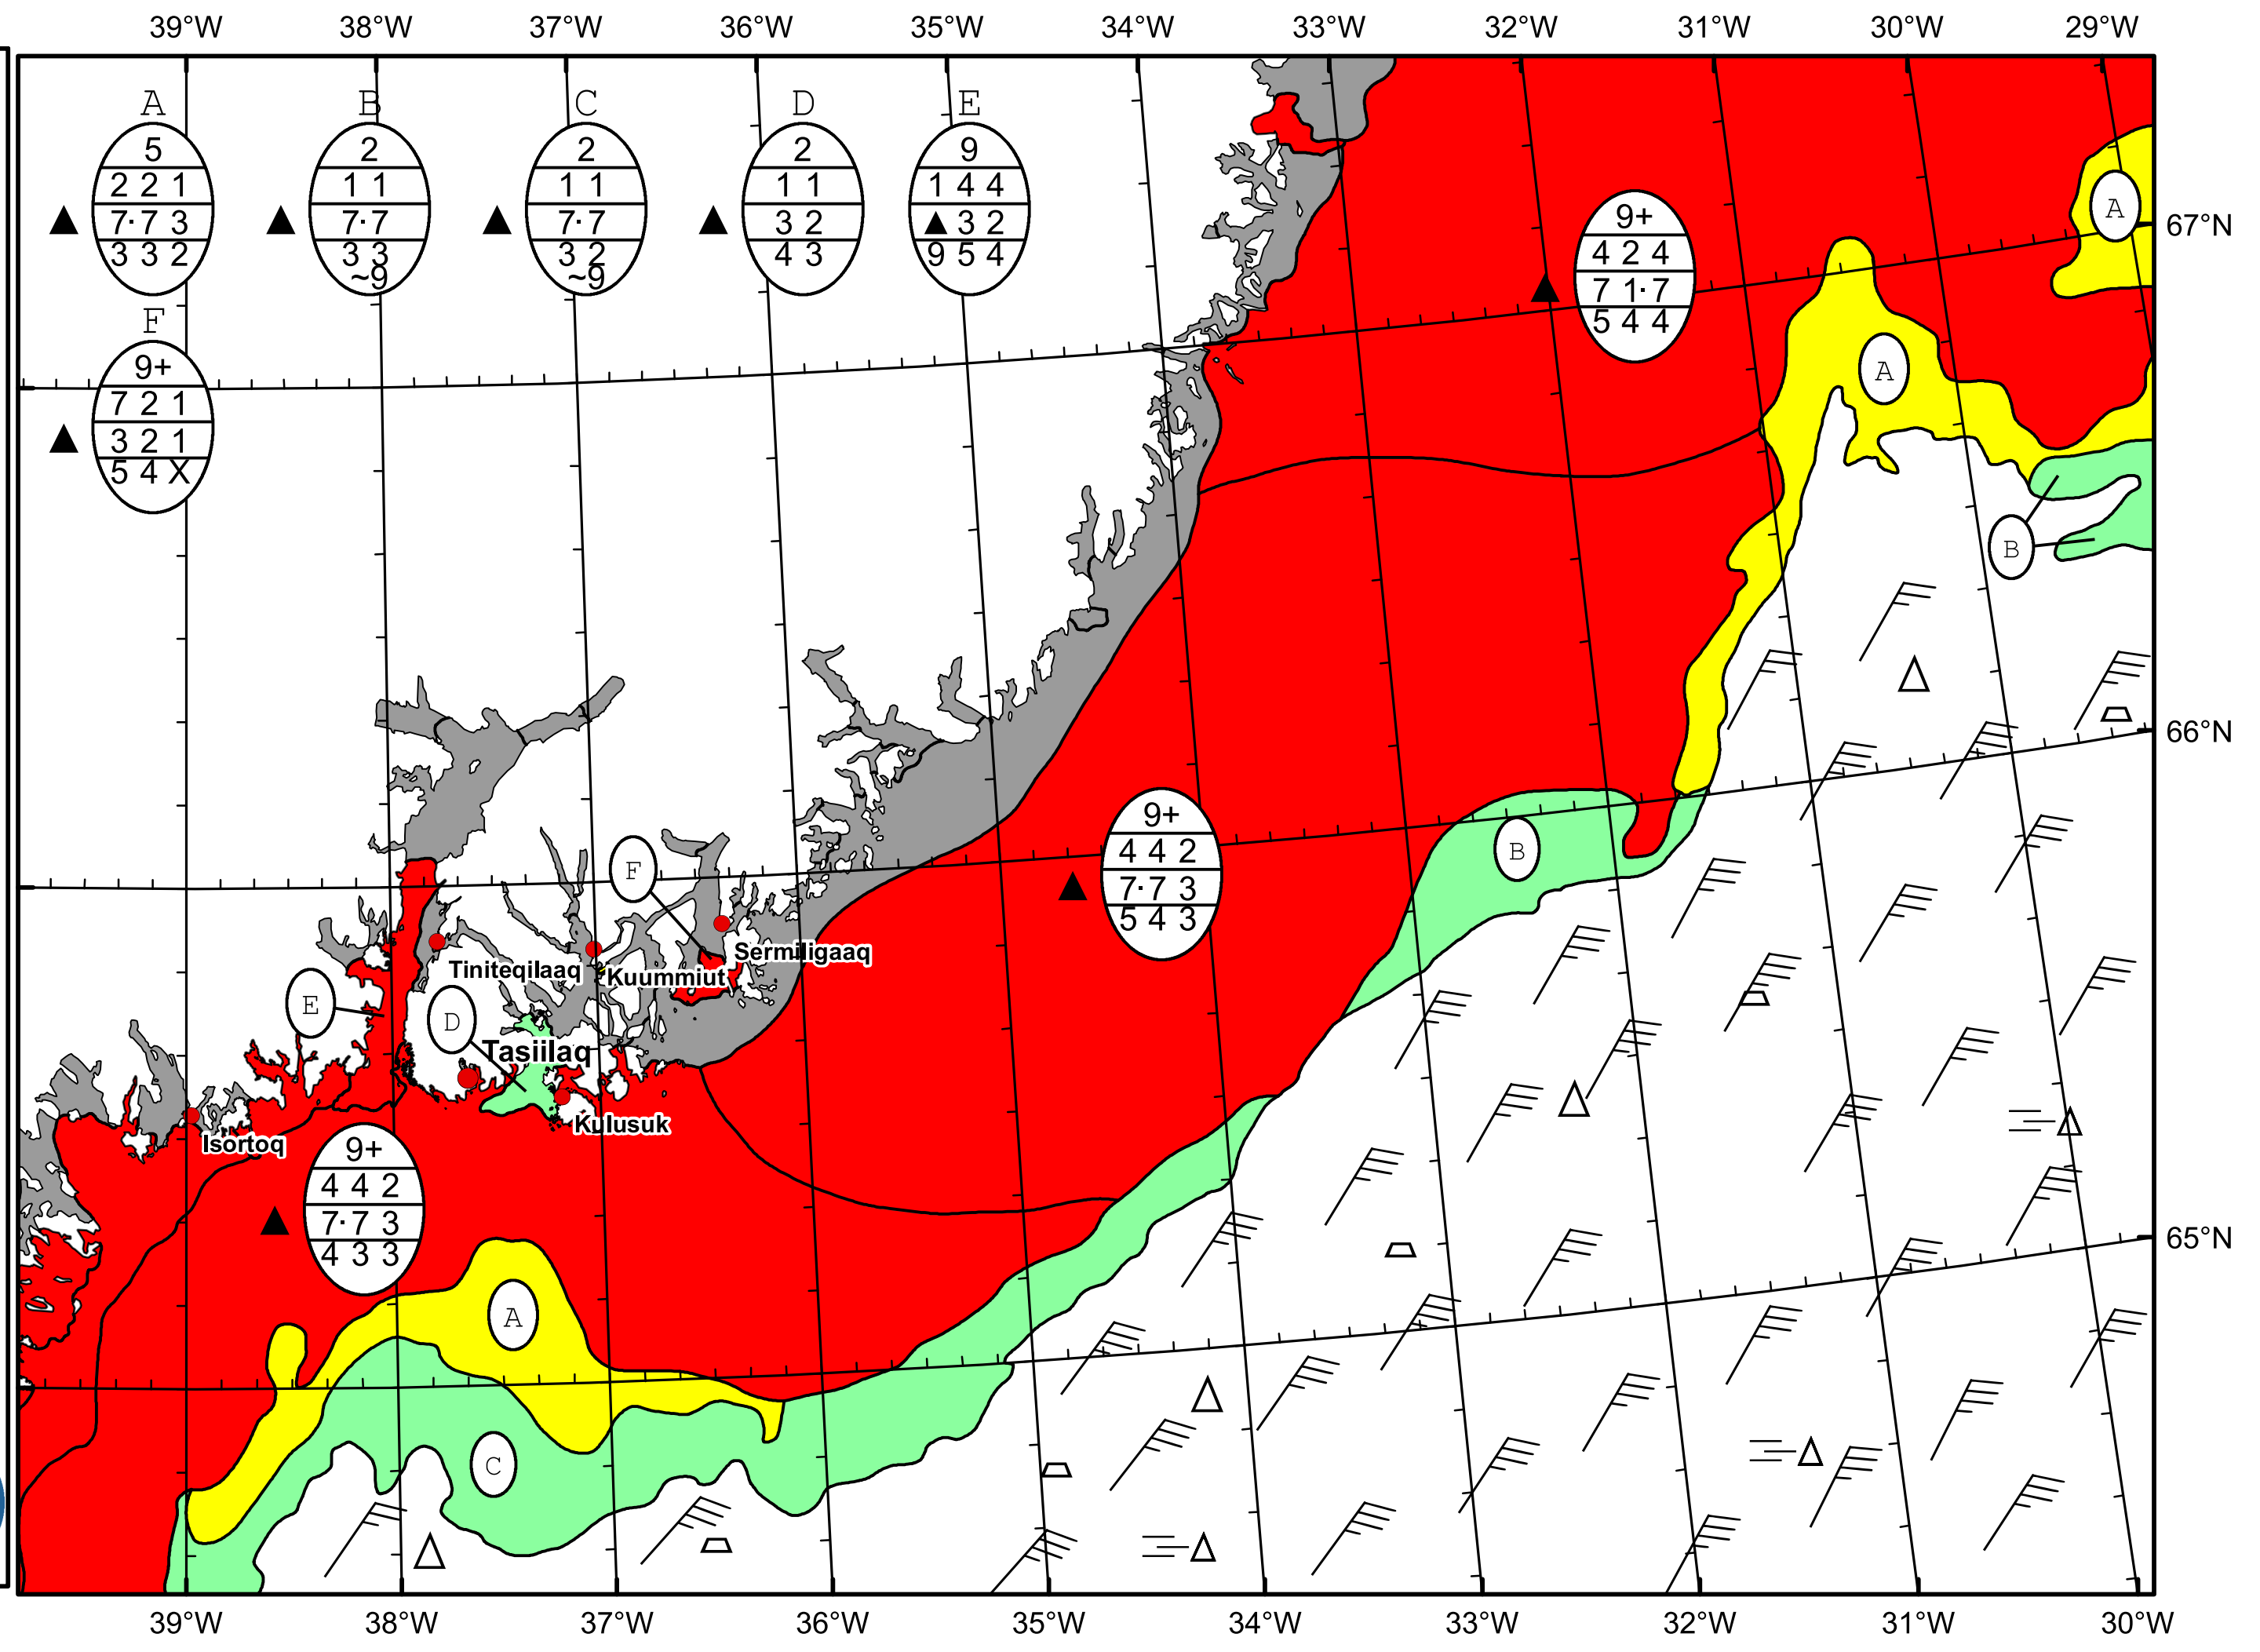 39°W 38°W 37°W 36°W 35°W 34°W 33°W 32°W 31°W 30°W 29°W
A B C D E
5
2 2 1
7· 7 3
3 3 2
2
1 1
7· 7
3 3
~9
2
1 1
7· 7
3 2
~9
2
1 1
3 2
4 3
9
1 4 4
▲ 3 2
9 5 4
F
9+
7 2 1
3 2 1
5 4 X
9+
4 2 4
7 1· 7
5 4 4
A
67°N
A
B
66°N
9+
4 4 2
7· 7 3
5 4 3
B
F
Sermiligaaq
Tiniteqilaaq
Kuummiut
E
D
Tasiilaq
Kulusuk
Isortoq
9+
4 4 2
7· 7 3
4 3 3
65°N
A
C
39°W 38°W 37°W 36°W 35°W 34°W 33°W 32°W 31°W 30°W